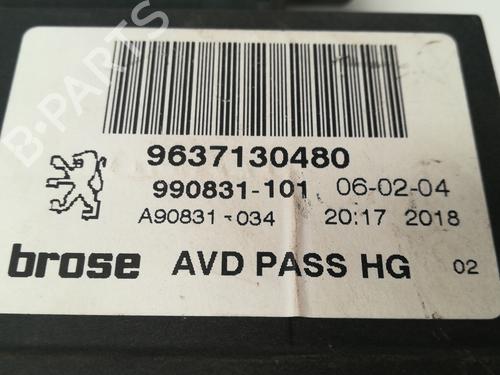 B-PARTS
9637130480
990831-101 06-02-04
A90831-034 20:17 2018
brose AVD PASS HG 02